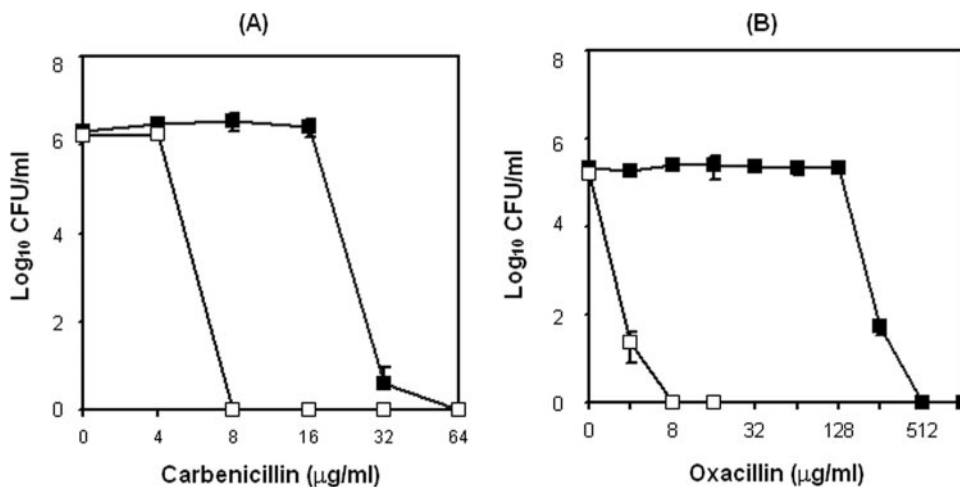 (A)
8
6
4
2
0
Log₁₀ CFU/ml
0 4 8 16 32 64
Carbenicillin (μg/ml)
(B)
8
6
4
2
0
Log₁₀ CFU/ml
0 8 32 128 512
Oxacillin (μg/ml)